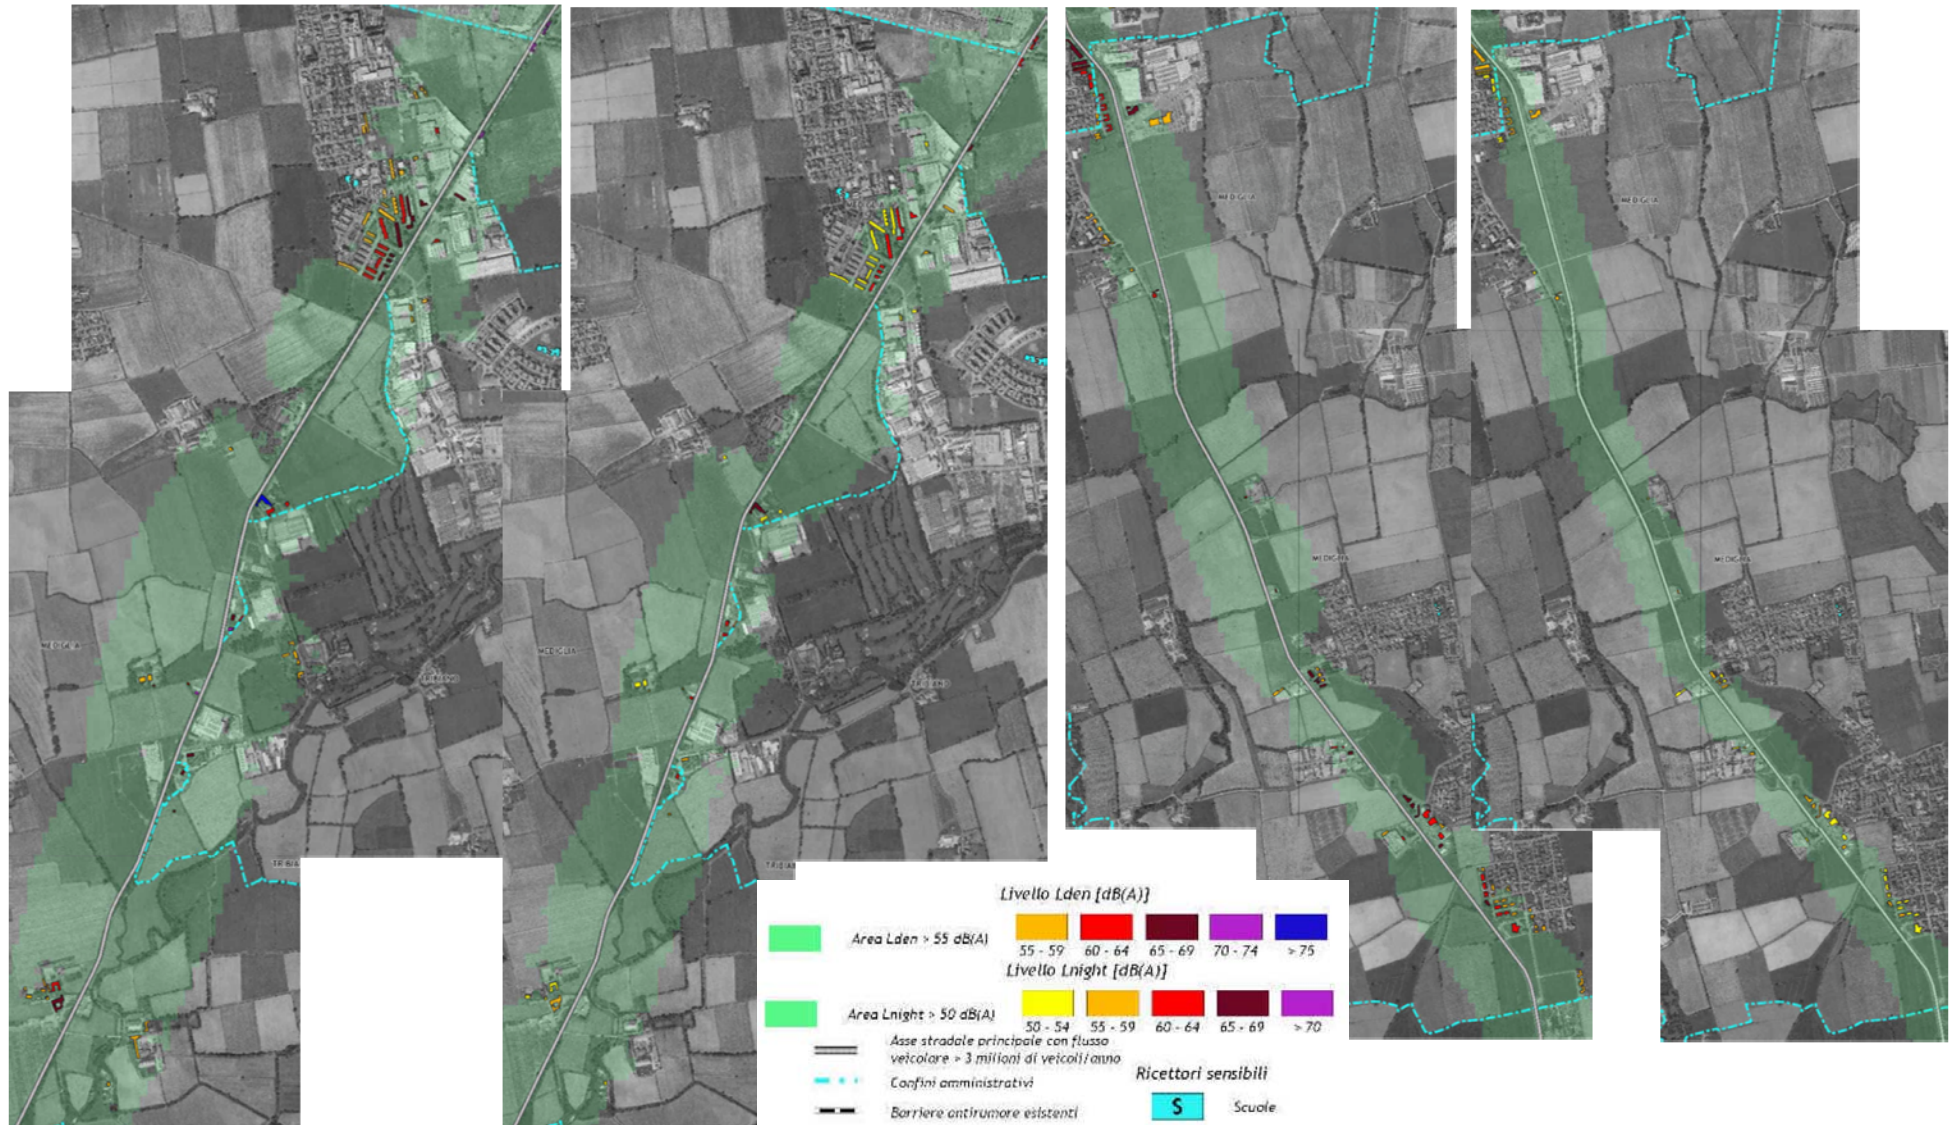 MEDIGLIA
MEDIGLIA
TRIBIANO
TRIBIANO
MEDIGLIA
MEDIGLIA
MEDIGLIA
MEDIGLIA
Livello Lden [dB(A)]
Area Lden > 55 dB(A)
55 - 59 60 - 64 65 - 69 70 - 74 > 75
Livello Lnight [dB(A)]
Area Lnight > 50 dB(A)
50 - 54 55 - 59 60 - 64 65 - 69 > 70
Asse stradale principale con flusso
veicolare > 3 milioni di veicoli/anno
Confini amministrativi
Barriere antirumore esistenti
Ricettori sensibili
S Scuole